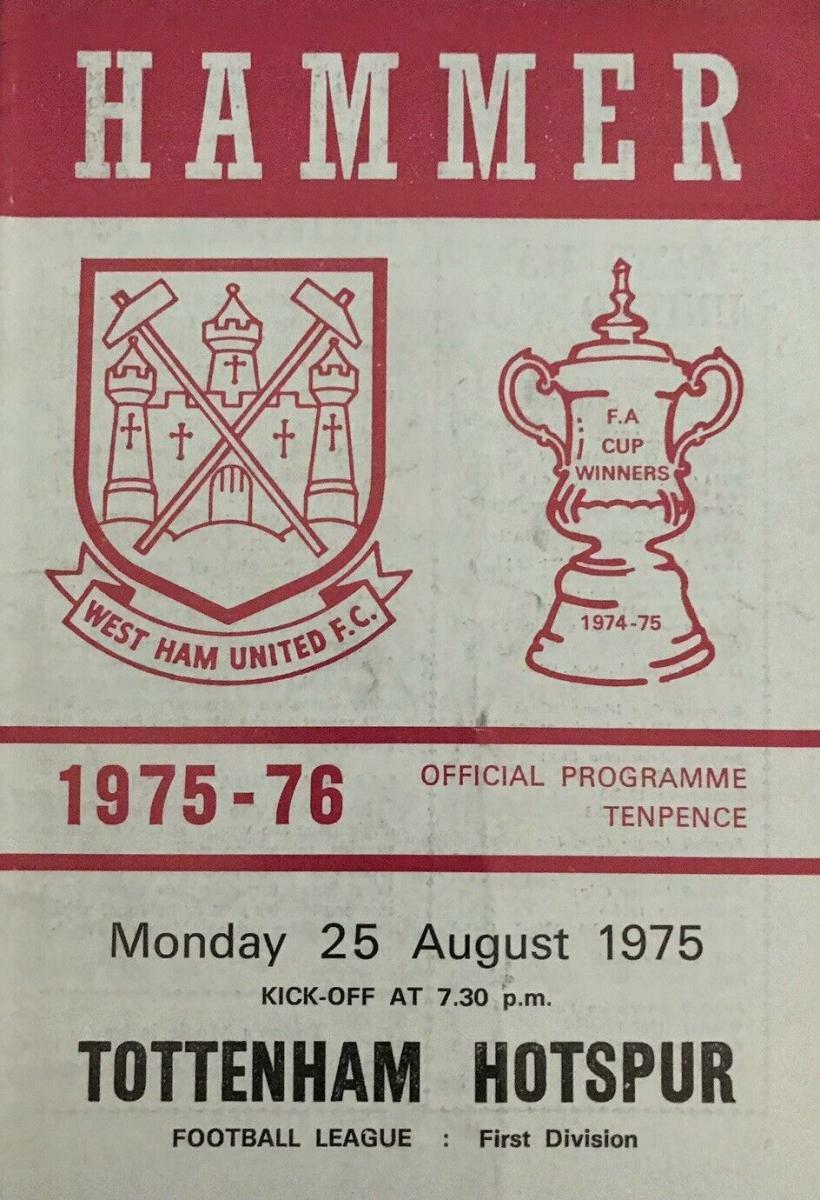 HAMMER
F.A
CUP
WINNERS
1974-75
WEST HAM UNITED F.C.
1975-76
OFFICIAL PROGRAMME
TENPENCE
Monday 25 August 1975
KICK-OFF AT 7.30 p.m.
TOTTENHAM HOTSPUR
FOOTBALL LEAGUE : First Division